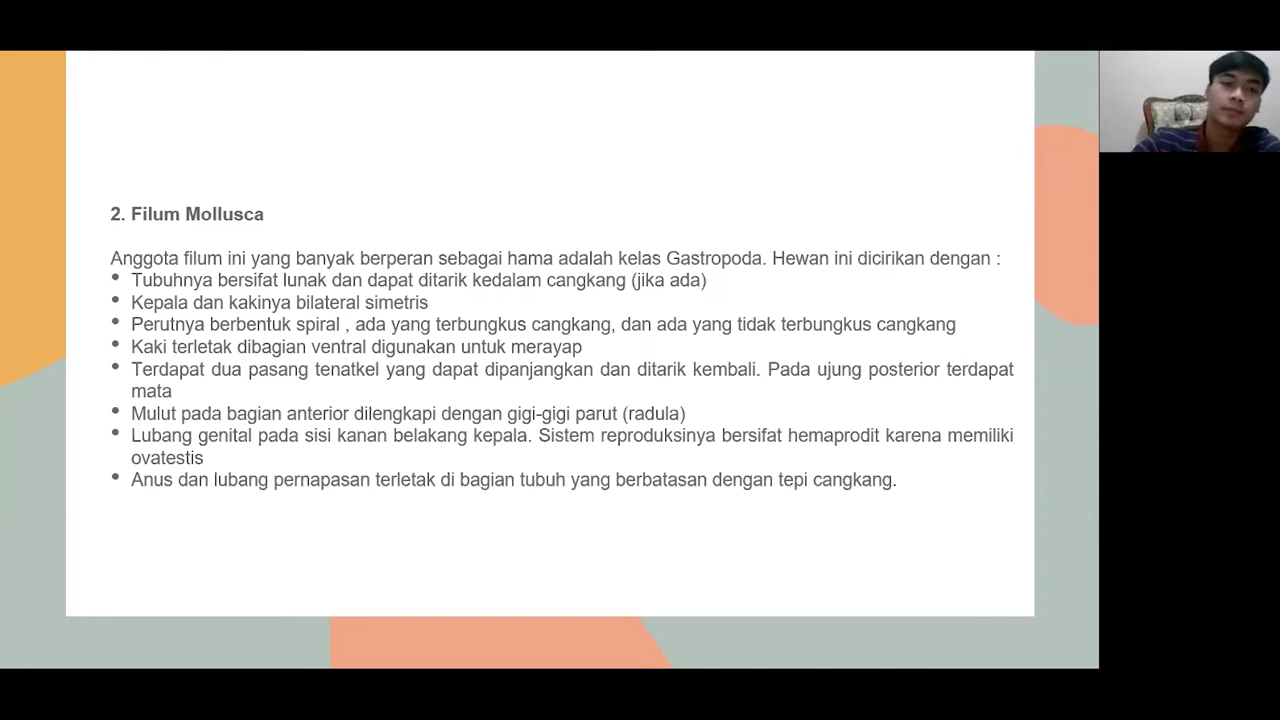 2. Filum Mollusca
Anggota filum ini yang banyak berperan sebagai hama adalah kelas Gastropoda. Hewan ini dicirikan dengan :
• Tubuhnya bersifat lunak dan dapat ditarik kedalam cangkang (jika ada)
• Kepala dan kakinya bilateral simetris
• Perutnya berbentuk spiral , ada yang terbungkus cangkang, dan ada yang tidak terbungkus cangkang
• Kaki terletak dibagian ventral digunakan untuk merayap
• Terdapat dua pasang tenatkel yang dapat dipanjangkan dan ditarik kembali. Pada ujung posterior terdapat
mata
• Mulut pada bagian anterior dilengkapi dengan gigi-gigi parut (radula)
• Lubang genital pada sisi kanan belakang kepala. Sistem reproduksinya bersifat hemaprodit karena memiliki
ovatestis
• Anus dan lubang pernapasan terletak di bagian tubuh yang berbatasan dengan tepi cangkang.